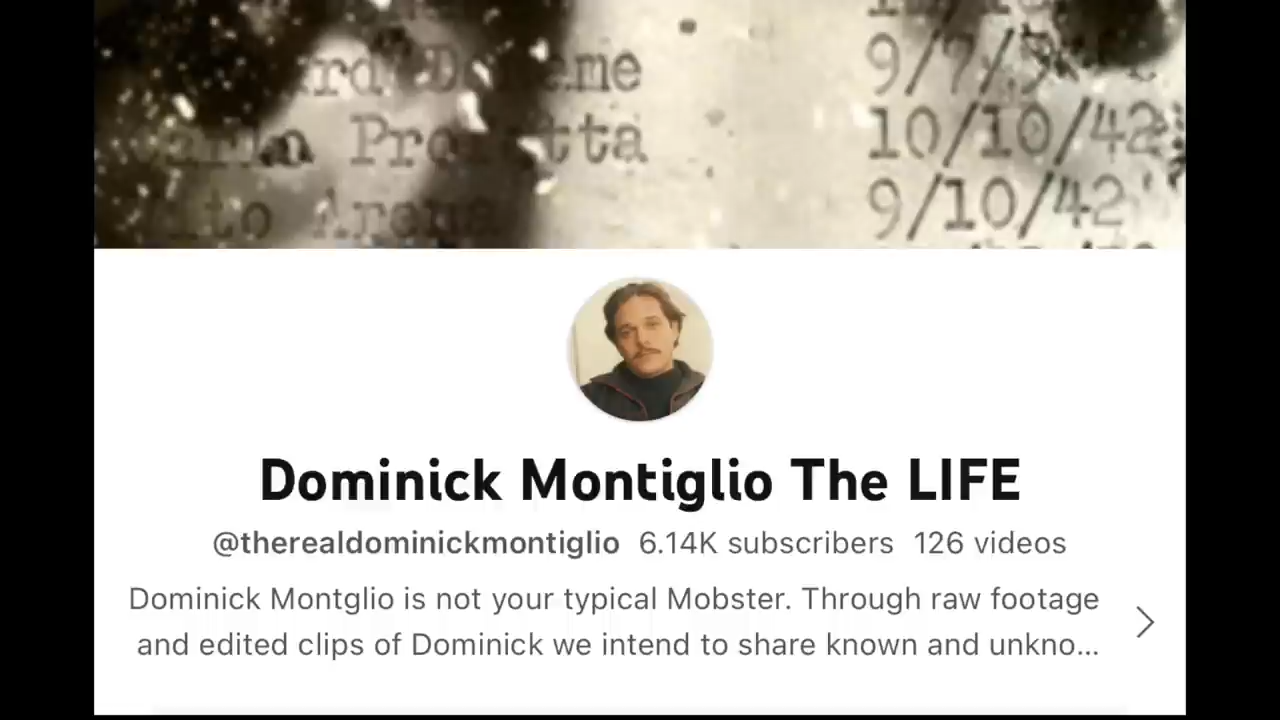 9/7/
10/10/42
9/10/42
Dominick Montiglio The LIFE
@therealdominickmontiglio 6.14K subscribers 126 videos
Dominick Montglio is not your typical Mobster. Through raw footage
and edited clips of Dominick we intend to share known and unkno...